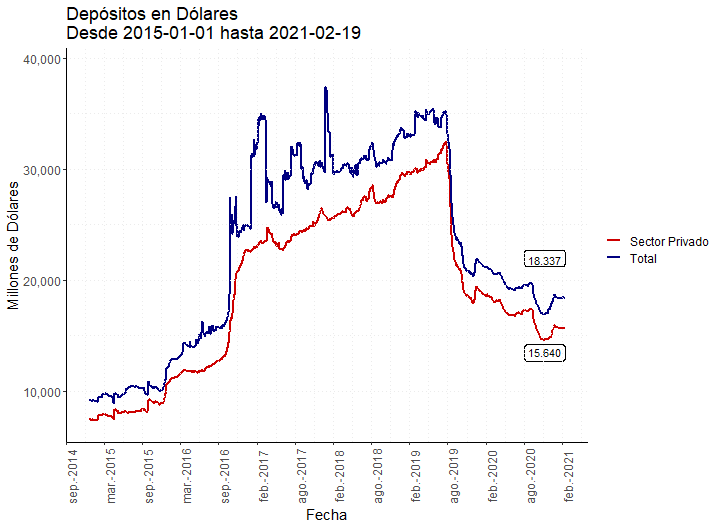 Depósitos en Dólares
Desde 2015-01-01 hasta 2021-02-19
Millones de Dólares
40,000
30,000
20,000
10,000
18.337
15.640
Sector Privado
Total
sep.-2014
mar.-2015
sep.-2015
mar.-2016
sep.-2016
feb.-2017
ago.-2017
feb.-2018
ago.-2018
feb.-2019
ago.-2019
feb.-2020
ago.-2020
feb.-2021
Fecha